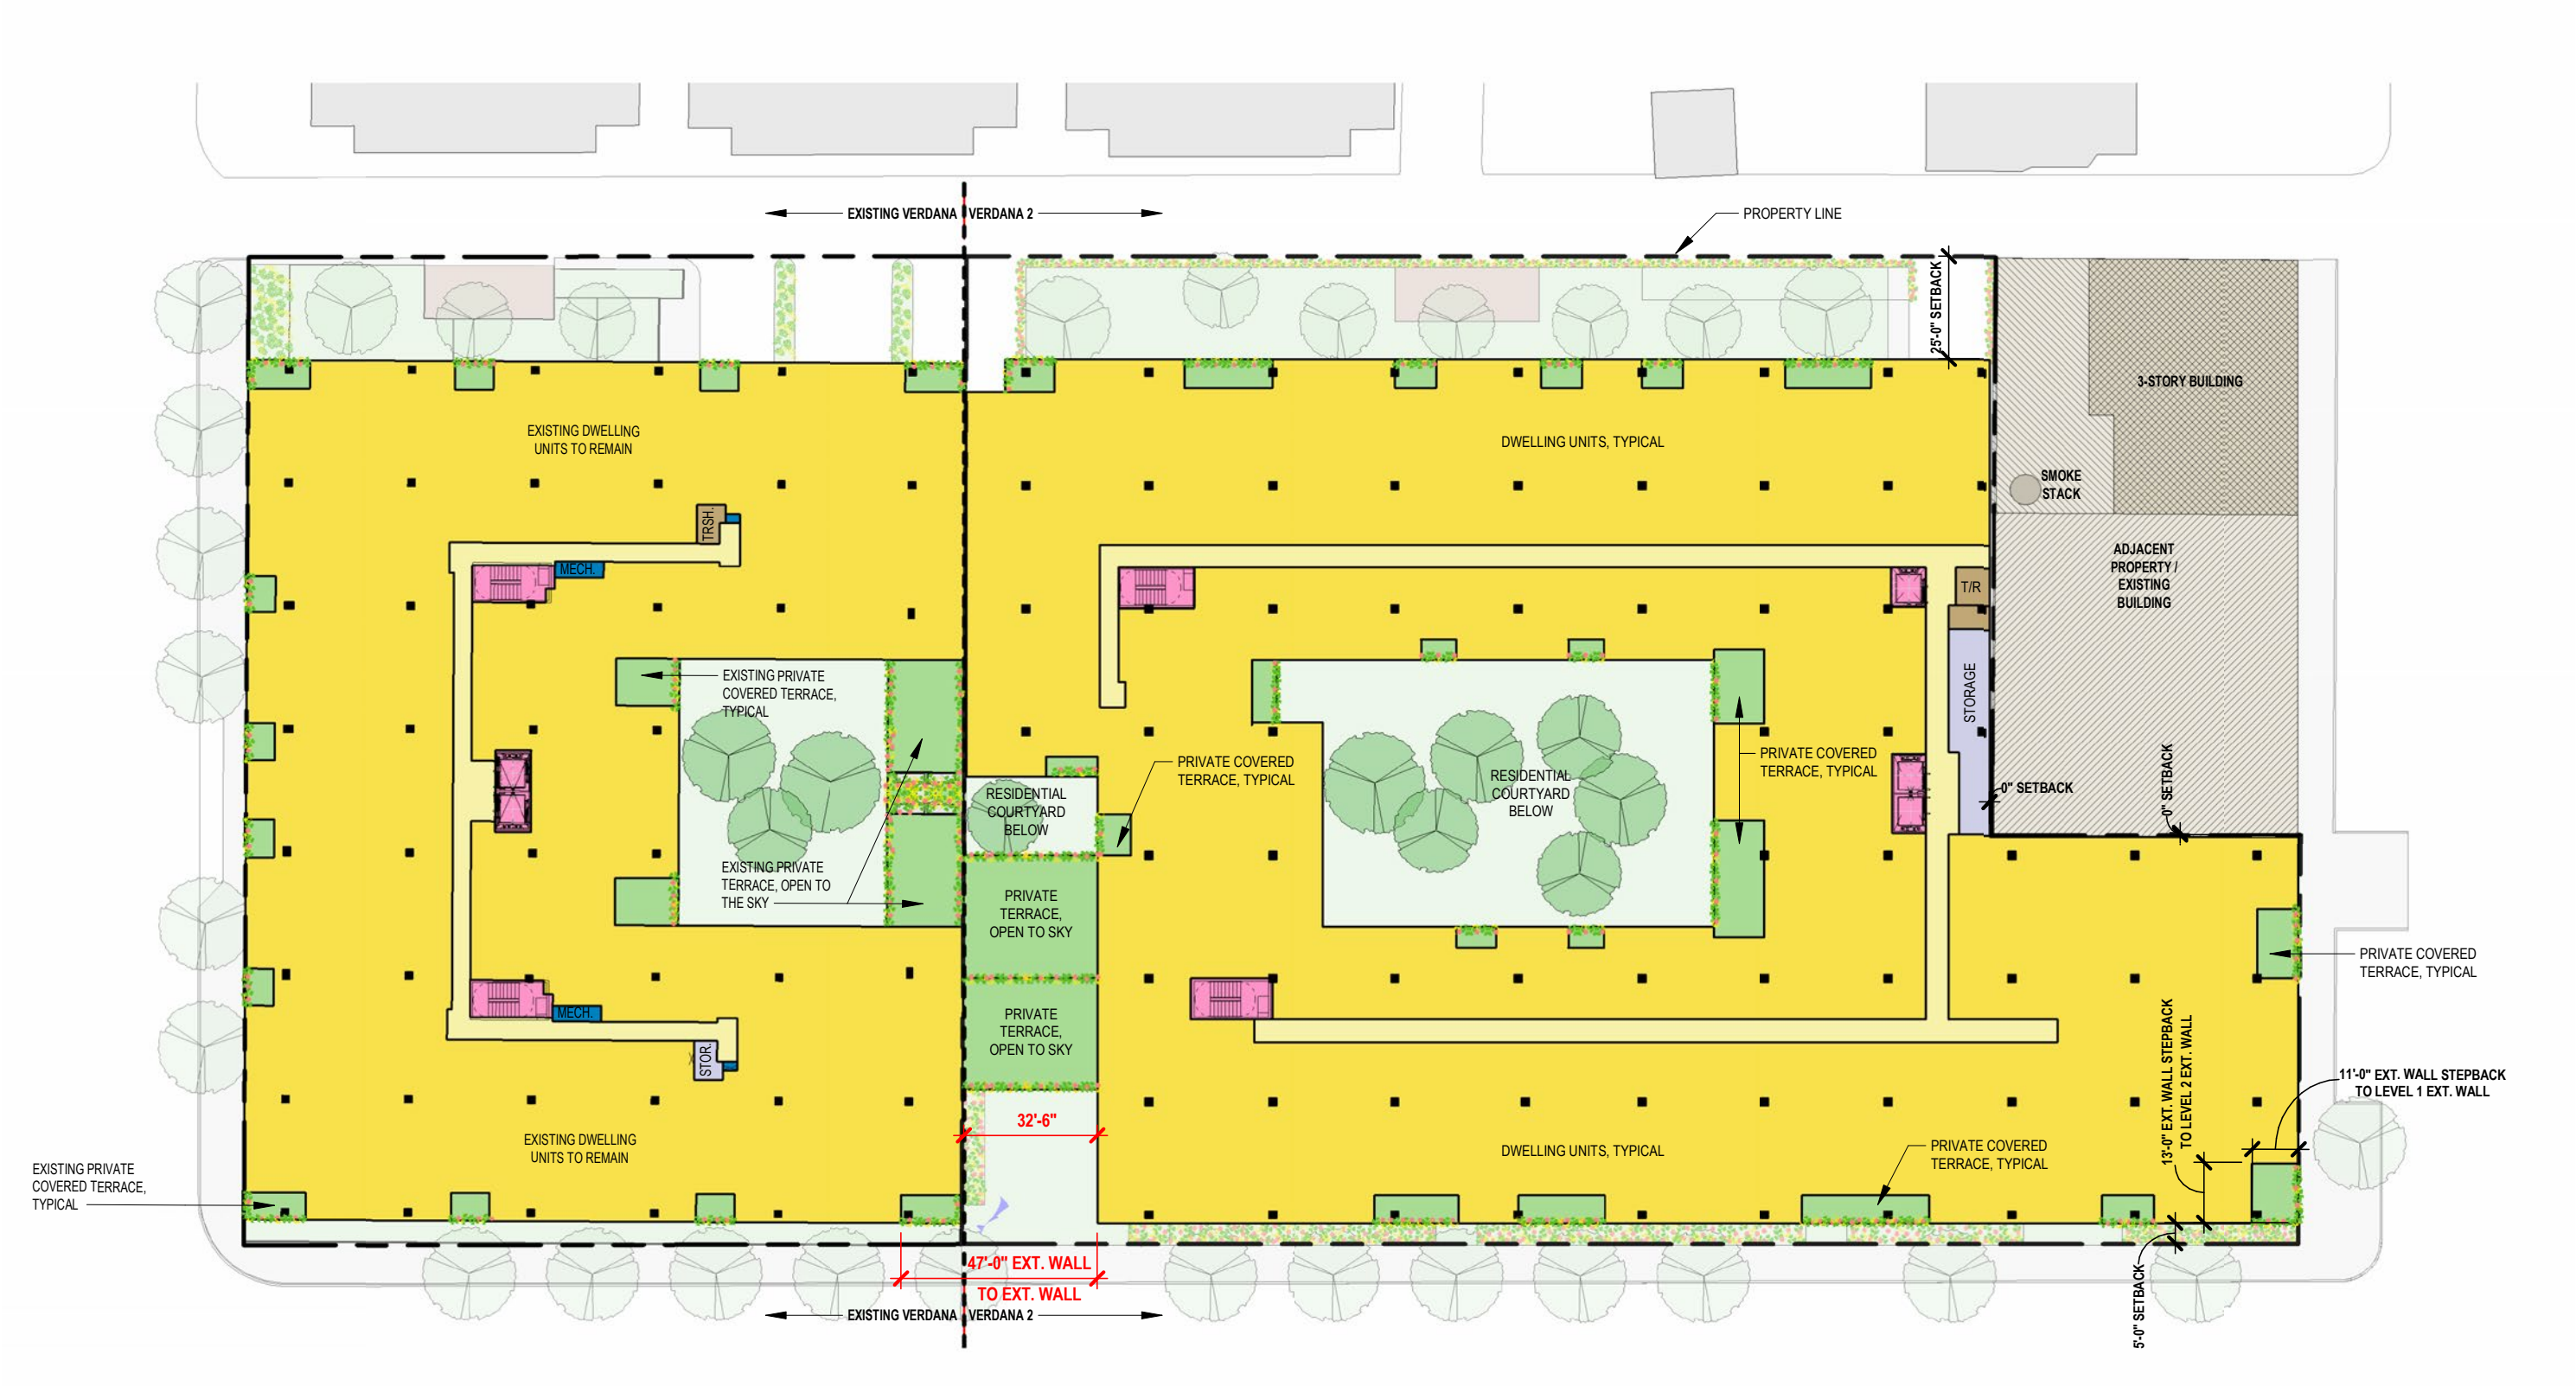 EXISTING VERDANA
VERDANA 2
PROPERTY LINE
25'-0" SETBACK
3-STORY BUILDING
EXISTING DWELLING
UNITS TO REMAIN
DWELLING UNITS, TYPICAL
SMOKE
STACK
TRSH.
MECH.
ADJACENT
PROPERTY /
EXISTING
BUILDING
T/R
STORAGE
EXISTING PRIVATE
COVERED TERRACE,
TYPICAL
PRIVATE COVERED
TERRACE, TYPICAL
PRIVATE COVERED
TERRACE, TYPICAL
RESIDENTIAL
COURTYARD
BELOW
RESIDENTIAL
COURTYARD
BELOW
0" SETBACK
0" SETBACK
EXISTING PRIVATE
TERRACE, OPEN TO
THE SKY
PRIVATE
TERRACE,
OPEN TO SKY
PRIVATE COVERED
TERRACE, TYPICAL
MECH.
PRIVATE
TERRACE,
OPEN TO SKY
STOR.
13'-0" EXT. WALL STEPBACK
TO LEVEL 2 EXT. WALL
11'-0" EXT. WALL STEPBACK
TO LEVEL 1 EXT. WALL
32'-6"
EXISTING DWELLING
UNITS TO REMAIN
DWELLING UNITS, TYPICAL
PRIVATE COVERED
TERRACE, TYPICAL
EXISTING PRIVATE
COVERED TERRACE,
TYPICAL
47'-0" EXT. WALL
TO EXT. WALL
5'-0" SETBACK
EXISTING VERDANA
VERDANA 2